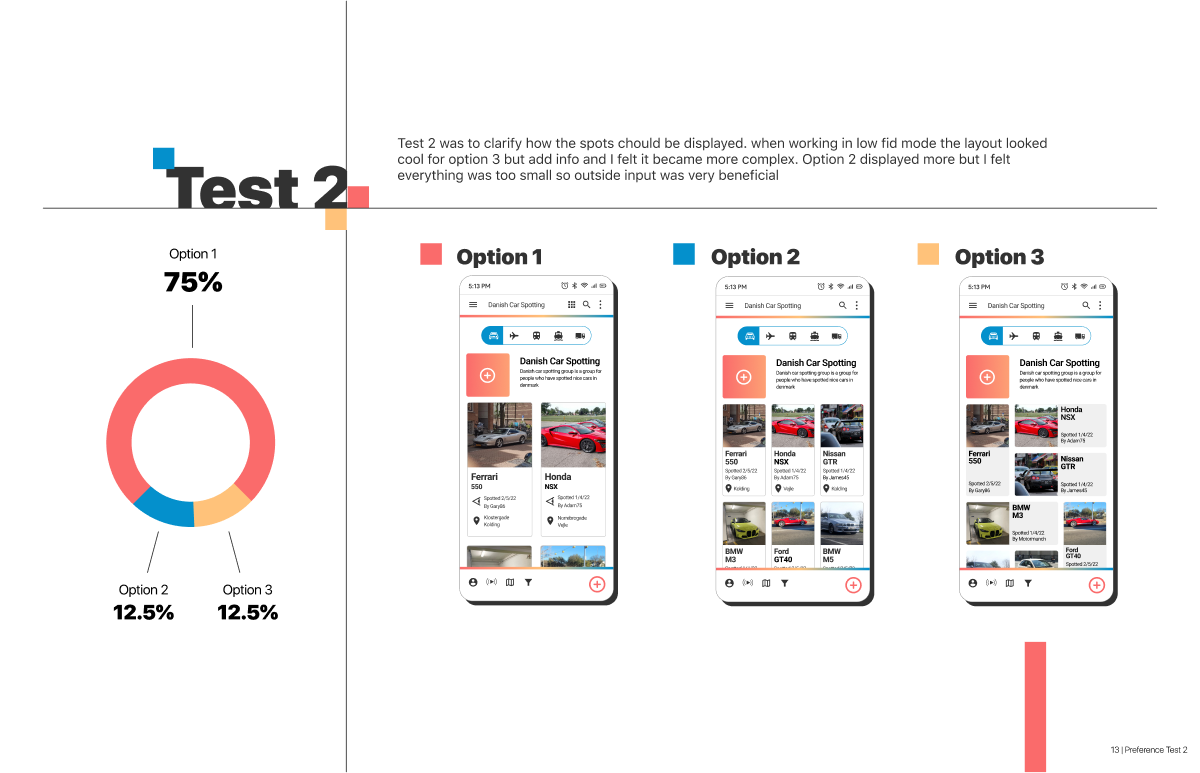 Test 2
Test 2 was to clarify how the spots chould be displayed. when working in low fid mode the layout looked
cool for option 3 but add info and I felt it became more complex. Option 2 displayed more but I felt
everything was too small so outside input was very beneficial
Option 1
75%
Option 2
12.5%
Option 3
12.5%
Option 1
5:13 PM
Danish Car Spotting
Danish Car Spotting
Danish car spotting group is a group for
people who have spotted nice cars in
denmark
Ferrari
550
Spotted 2/5/22
By Gary86
Klostergade
Kolding
Honda
NSX
Spotted 1/4/22
By Adam75
Nørrebrogade
Vejle
Option 2
5:13 PM
Danish Car Spotting
Danish Car Spotting
Danish car spotting group is a group for
people who have spotted nice cars in
denmark
Ferrari
550
Spotted 2/5/22
By Gary86
Kolding
Honda
NSX
Spotted 1/4/22
By Adam75
Vejle
Nissan
GTR
Spotted 1/4/22
By James45
Kolding
BMW
M3
Ford
GT40
BMW
M5
Option 3
5:13 PM
Danish Car Spotting
Danish Car Spotting
Danish car spotting group is a group for
people who have spotted nice cars in
denmark
Ferrari
550
Spotted 2/5/22
By Gary86
Honda
NSX
Spotted 1/4/22
By Adam75
Nissan
GTR
Spotted 1/4/22
By James45
BMW
M3
Spotted 1/4/22
By Motormanch
Ford
GT40
Spotted 2/5/22
13 | Preference Test 2